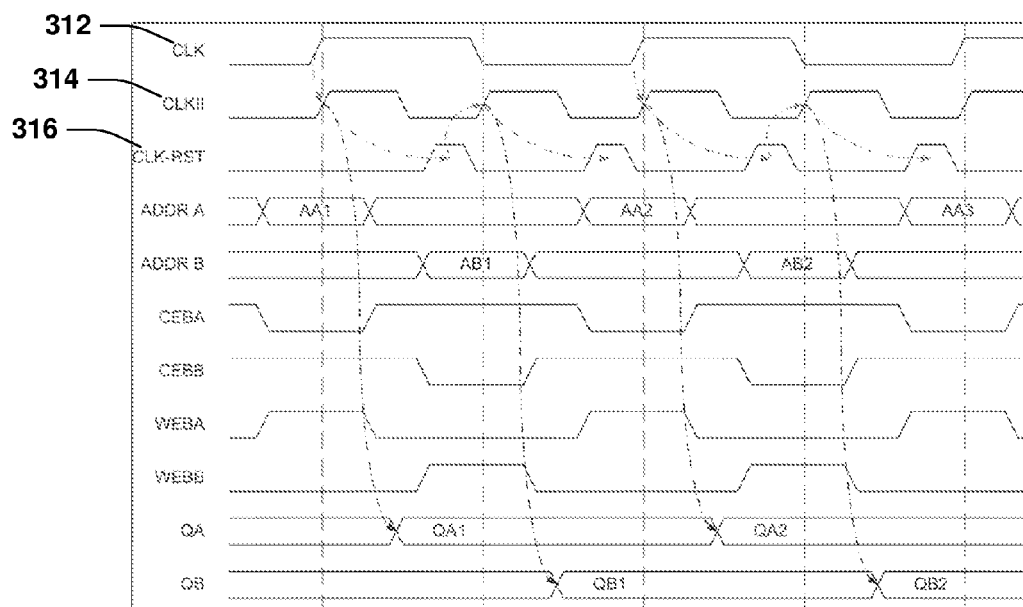 312
CLK
314
CLKII
316
CLK-RST
ADDR A
AA1
AA2
AA3
ADDR B
AB1
AB2
CEBA
CEBB
WEBA
WEBB
QA
QA1
QA2
QB
QB1
QB2